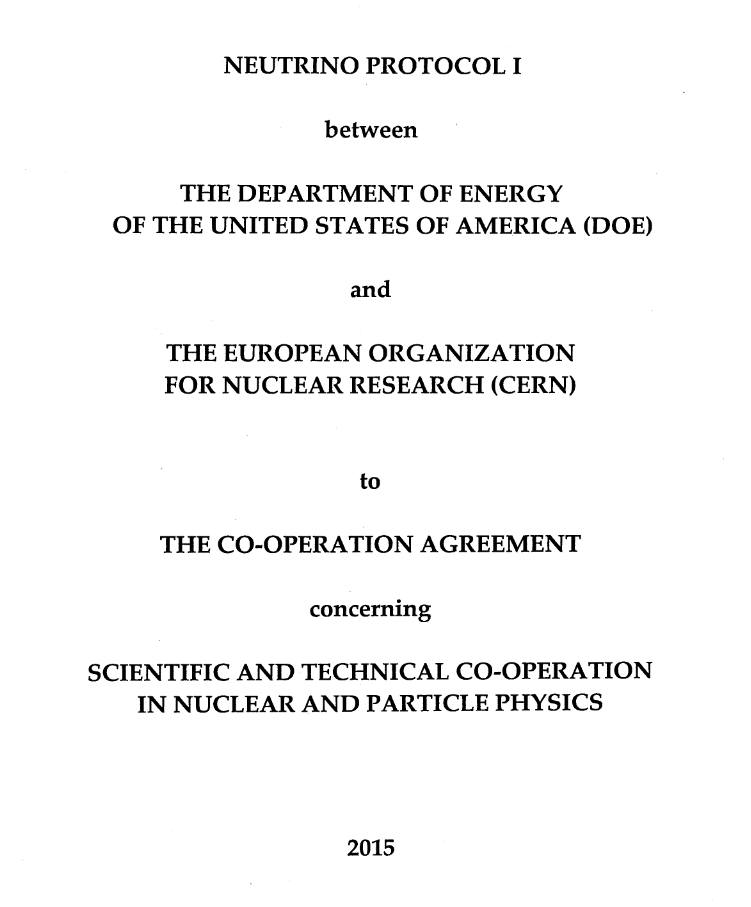 NEUTRINO PROTOCOL I
between
THE DEPARTMENT OF ENERGY
OF THE UNITED STATES OF AMERICA (DOE)
and
THE EUROPEAN ORGANIZATION
FOR NUCLEAR RESEARCH (CERN)
to
THE CO-OPERATION AGREEMENT
concerning
SCIENTIFIC AND TECHNICAL CO-OPERATION
IN NUCLEAR AND PARTICLE PHYSICS
2015